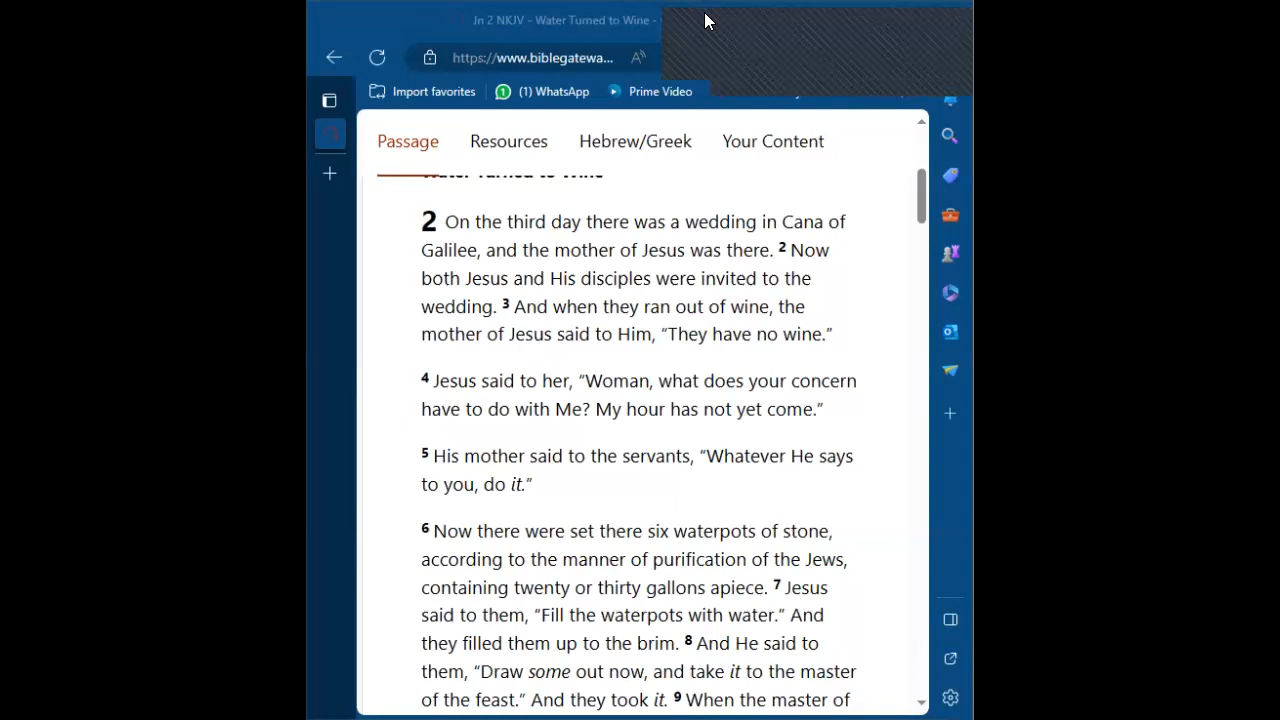 Jn 2 NKJV - Water Turned to Wine -
https://www.biblegatewa...
Import favorites
(1) WhatsApp
Prime Video
Passage
Resources
Hebrew/Greek
Your Content
Water Turned to Wine
2 On the third day there was a wedding in Cana of
Galilee, and the mother of Jesus was there. 2 Now
both Jesus and His disciples were invited to the
wedding. 3 And when they ran out of wine, the
mother of Jesus said to Him, “They have no wine.”
4 Jesus said to her, “Woman, what does your concern
have to do with Me? My hour has not yet come.”
5 His mother said to the servants, “Whatever He says
to you, do it.”
6 Now there were set there six waterpots of stone,
according to the manner of purification of the Jews,
containing twenty or thirty gallons apiece. 7 Jesus
said to them, “Fill the waterpots with water.” And
they filled them up to the brim. 8 And He said to
them, “Draw some out now, and take it to the master
of the feast.” And they took it. 9 When the master of